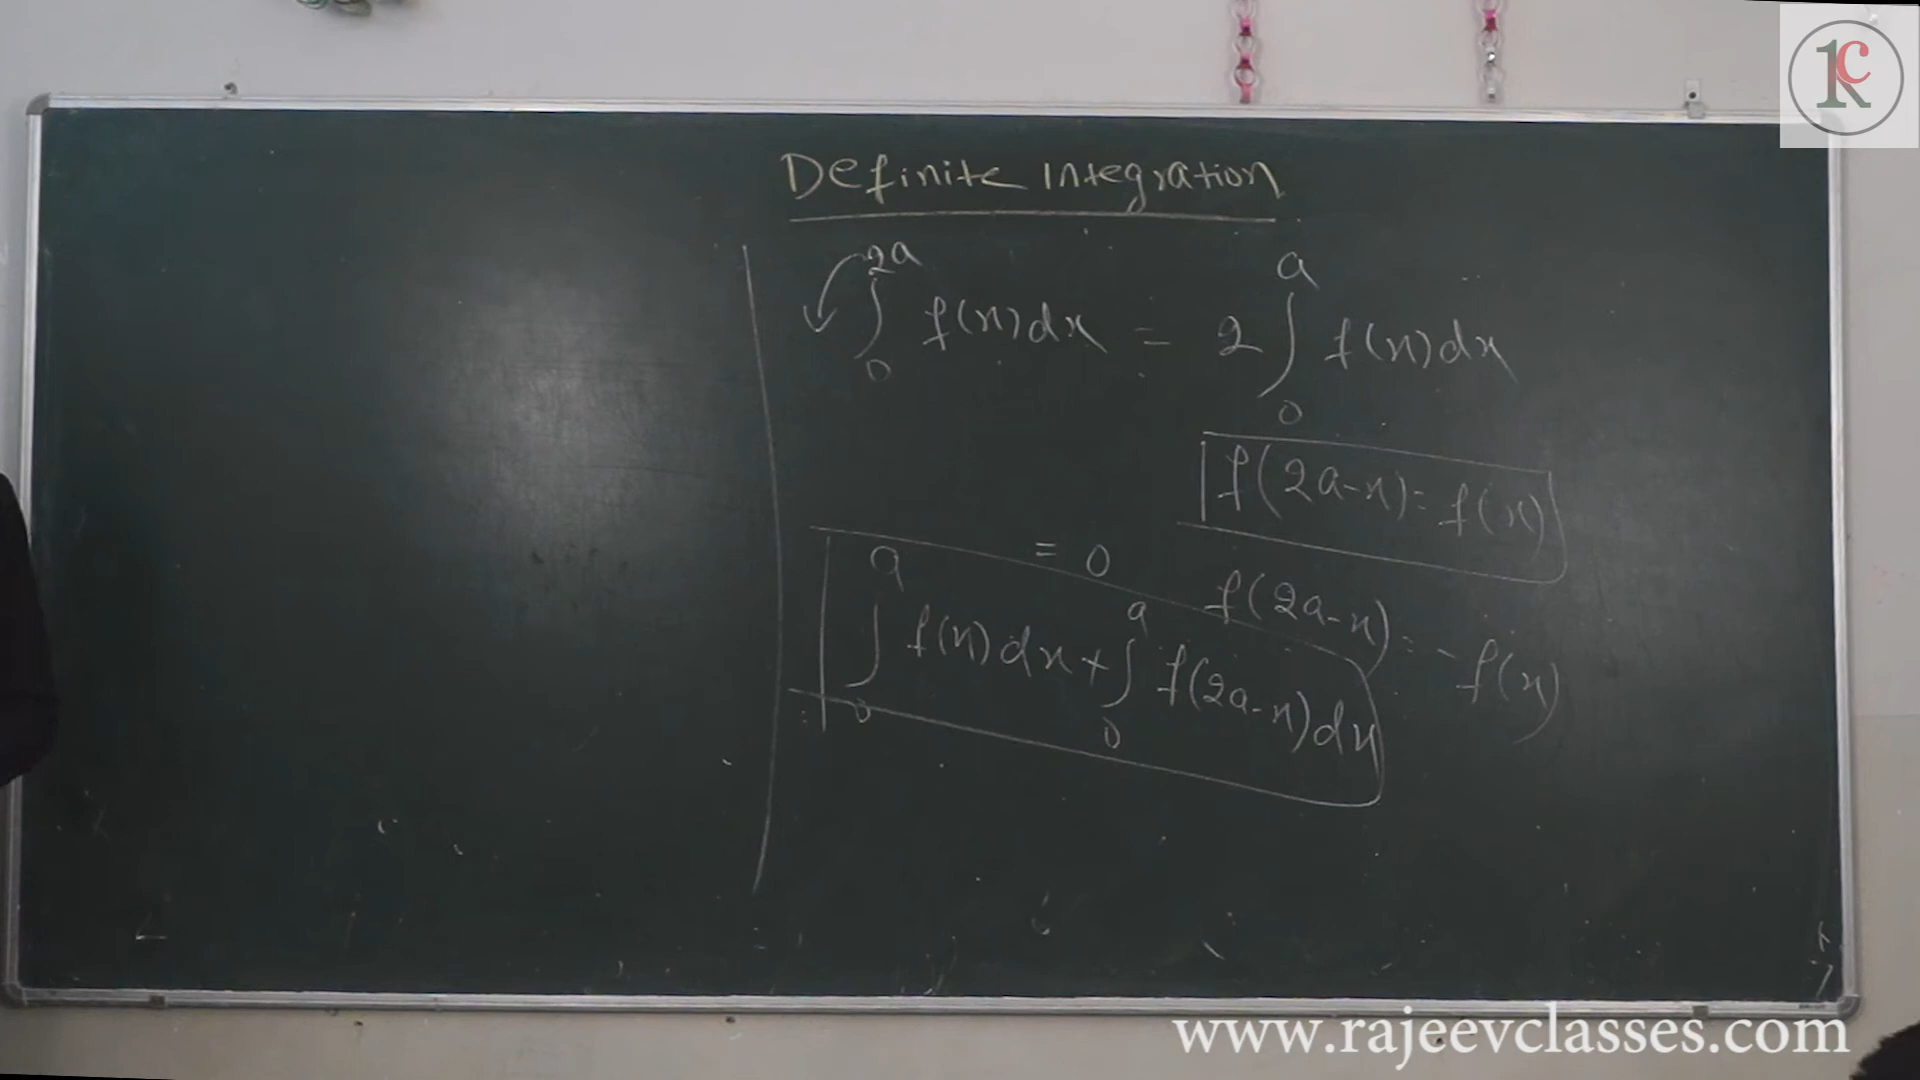 Definite Integration
∫₀^{2a} f(x)dx = 2 ∫₀^{a} f(x)dx
f(2a-x) = f(x)
= 0
f(2a-x) = -f(x)
∫₀^{a} f(x)dx + ∫₀^{a} f(2a-x)dx
www.rajeevclasses.com